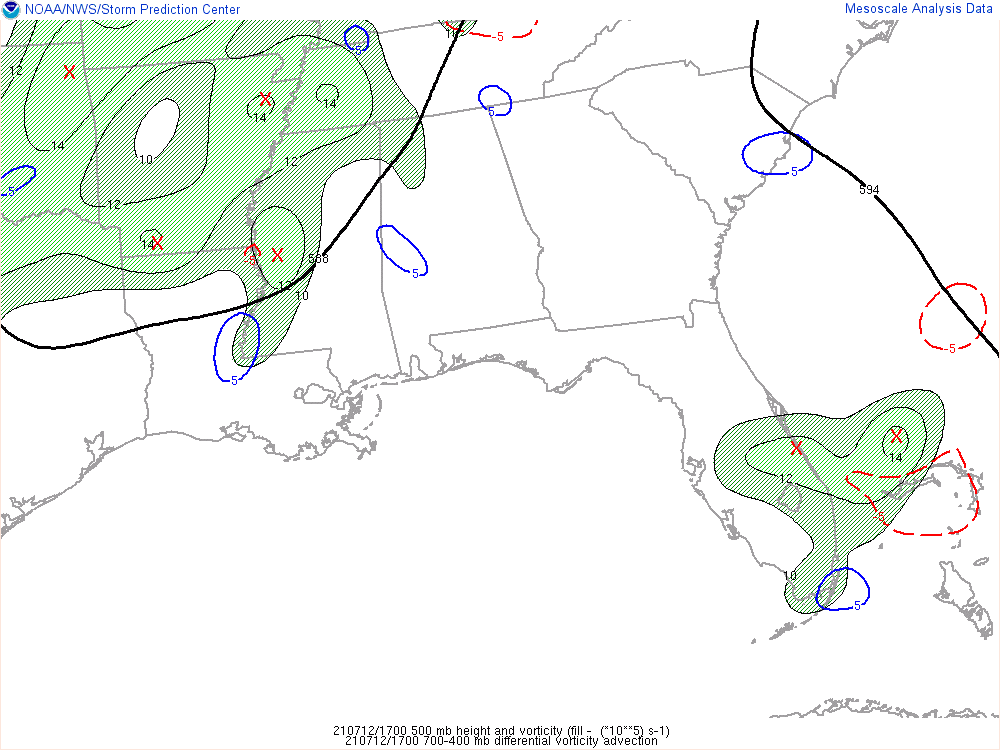 NOAA/NWS/Storm Prediction Center
Mesoscale Analysis Data
10 -5
5
12 X
X 14
14
5
14
10
12
5
5
594
12
14 X
-5 X
588
5
12 10
-5
5
X
X
14
12
-5
10
5
210712/1700 500 mb height and vorticity (fill - (*10**5) s-1)
210712/1700 700-400 mb differential vorticity advection